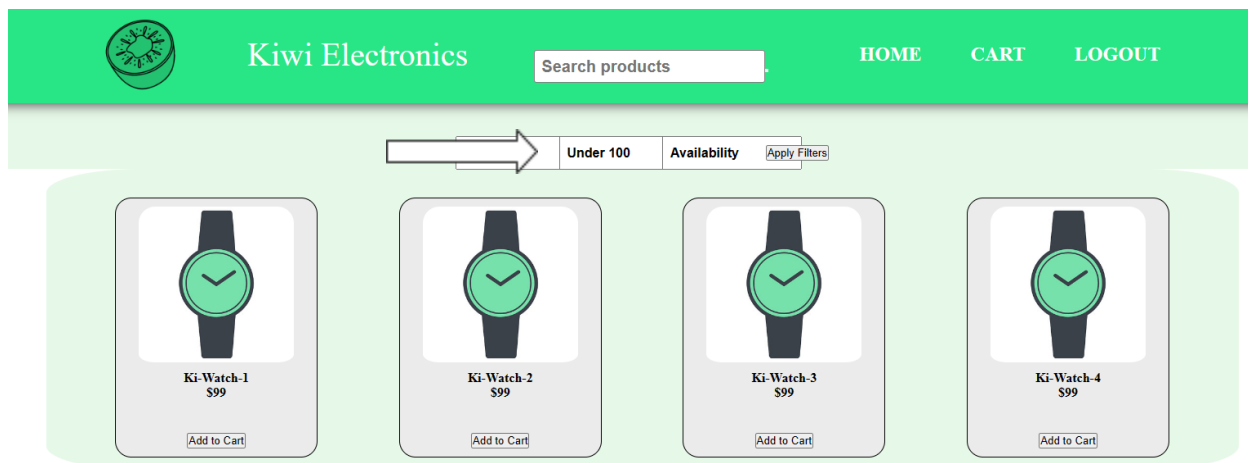 Kiwi Electronics
Search products
HOME CART LOGOUT
Under 100 Availability Apply Filters
Ki-Watch-1 Ki-Watch-2 Ki-Watch-3 Ki-Watch-4
$99 $99 $99 $99
Add to Cart Add to Cart Add to Cart Add to Cart